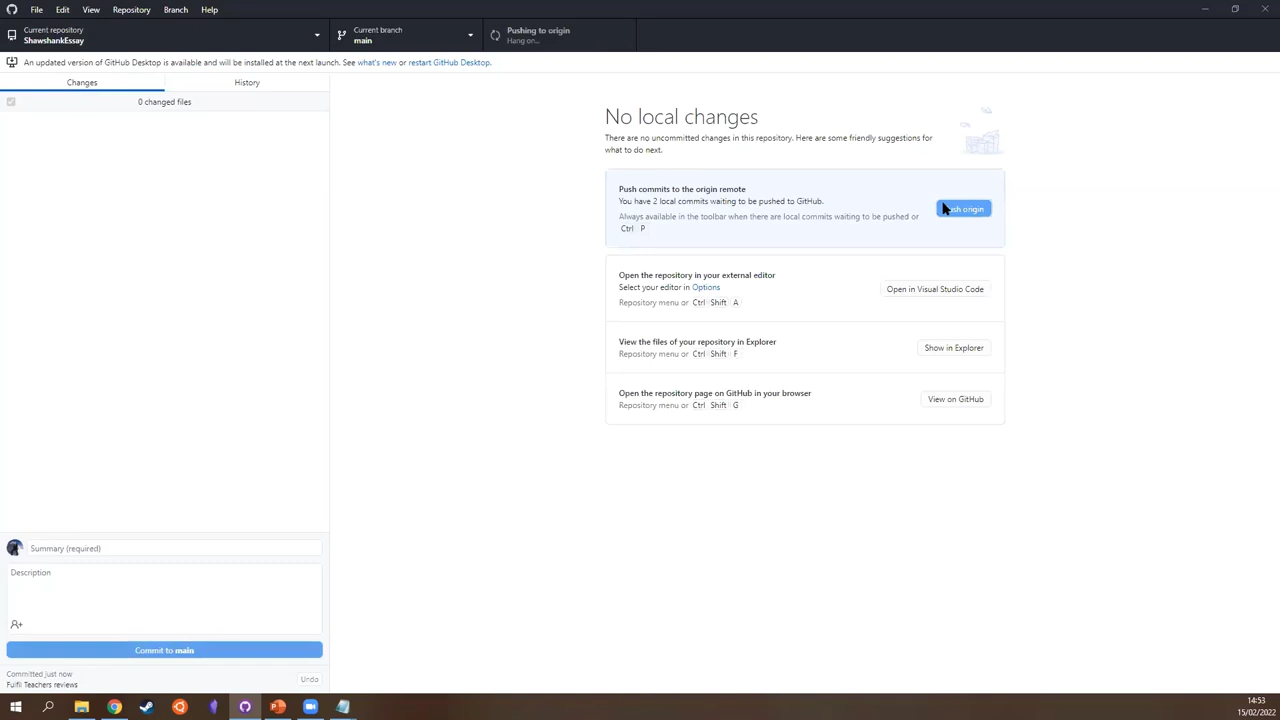 File Edit View Repository Branch Help
Current repository
ShawshankEssay
Current branch
main
Pushing to origin
Hang on...
An updated version of GitHub Desktop is available and will be installed at the next launch. See what's new or restart GitHub Desktop.
Changes History
0 changed files
No local changes
There are no uncommitted changes in this repository. Here are some friendly suggestions for
what to do next.
Push commits to the origin remote
You have 2 local commits waiting to be pushed to GitHub.
Always available in the toolbar when there are local commits waiting to be pushed or
Ctrl P
origin
Open the repository in your external editor
Select your editor in Options
Repository menu or Ctrl Shift A
Open in Visual Studio Code
View the files of your repository in Explorer
Repository menu or Ctrl Shift F
Show in Explorer
Open the repository page on GitHub in your browser
Repository menu or Ctrl Shift G
View on GitHub
Summary (required)
Description
Commit to main
Committed just now
Fulfil Teachers reviews
Undo
14:53
15/02/2022